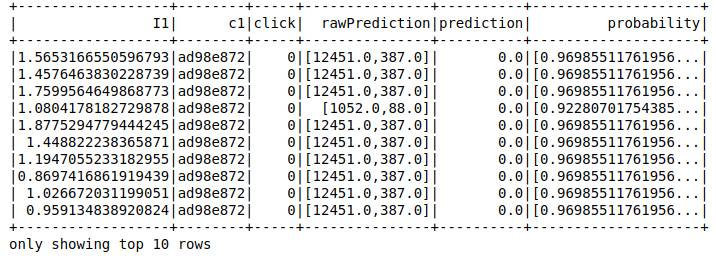 +------------------+--------+-----+---------------+----------+--------------------+
|                I1|      c1|click|  rawPrediction|prediction|         probability|
+------------------+--------+-----+---------------+----------+--------------------+
|1.5653166550596793|ad98e872|    0|[12451.0,387.0]|       0.0|[0.96985511761956...|
|1.4576463830228739|ad98e872|    0|[12451.0,387.0]|       0.0|[0.96985511761956...|
|1.7599564649868773|ad98e872|    0|[12451.0,387.0]|       0.0|[0.96985511761956...|
|1.0804178182729878|ad98e872|    0|  [1052.0,88.0]|       0.0|[0.92280701754385...|
|1.8775294779444245|ad98e872|    0|[12451.0,387.0]|       0.0|[0.96985511761956...|
| 1.448822238365871|ad98e872|    0|[12451.0,387.0]|       0.0|[0.96985511761956...|
|1.1947055233182955|ad98e872|    0|[12451.0,387.0]|       0.0|[0.96985511761956...|
|0.8697416861919439|ad98e872|    0|[12451.0,387.0]|       0.0|[0.96985511761956...|
| 1.026672031199051|ad98e872|    0|[12451.0,387.0]|       0.0|[0.96985511761956...|
| 0.959134838920824|ad98e872|    0|[12451.0,387.0]|       0.0|[0.96985511761956...|
+------------------+--------+-----+---------------+----------+--------------------+
only showing top 10 rows